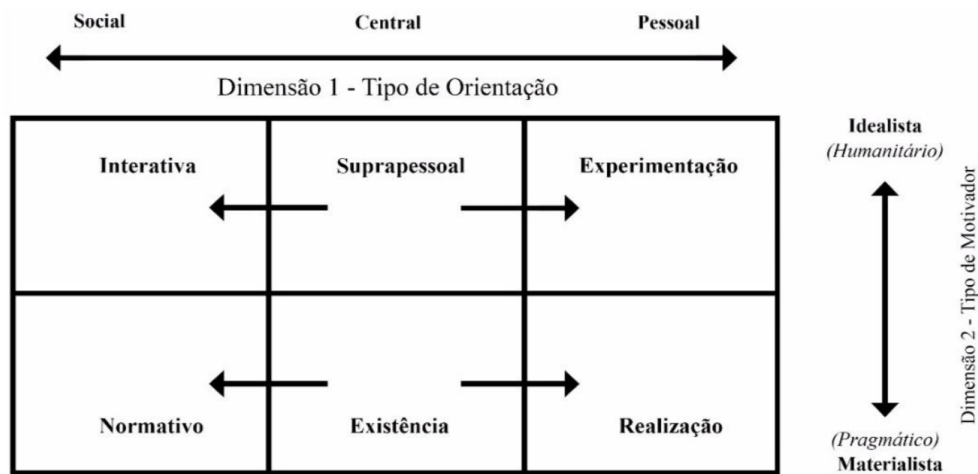 Social Central Pessoal
Dimensão 1 - Tipo de Orientação
Interativa Suprapessoal Experimentação
Normativo Existência Realização
Idealista
(Humanitário)
(Pragmático)
Materialista
Dimensão 2 - Tipo de Motivador